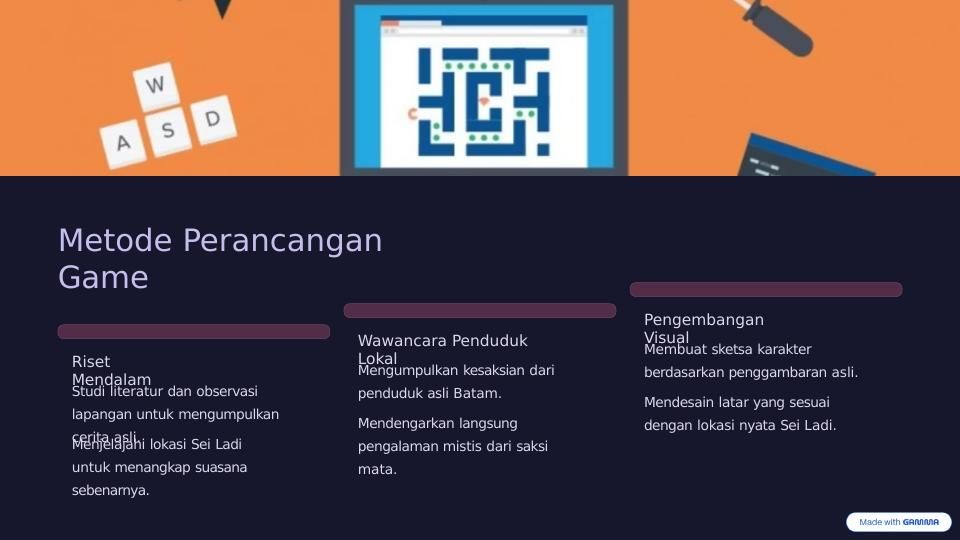 W
A S D
Metode Perancangan
Game
Riset
Mendalam
Studi literatur dan observasi
lapangan untuk mengumpulkan
cerita asli.
Menjelajahi lokasi Sei Ladi
untuk menangkap suasana
sebenarnya.
Wawancara Penduduk
Lokal
Mengumpulkan kesaksian dari
penduduk asli Batam.
Mendengarkan langsung
pengalaman mistis dari saksi
mata.
Pengembangan
Visual
Membuat sketsa karakter
berdasarkan penggambaran asli.
Mendesain latar yang sesuai
dengan lokasi nyata Sei Ladi.
Made with GAMMA